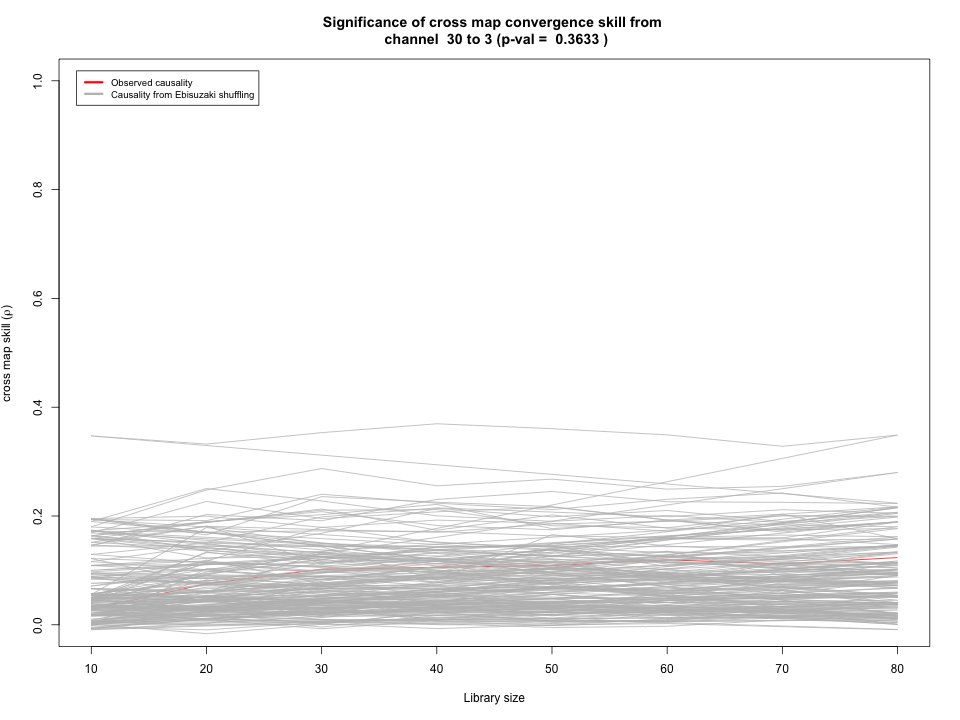 Significance of cross map convergence skill from
channel  30 to 3 (p-val =  0.3633 )
Observed causality
Causality from Ebisuzaki shuffling
cross map skill (ρ)
1.0
0.8
0.6
0.4
0.2
0.0
10 20 30 40 50 60 70 80
Library size